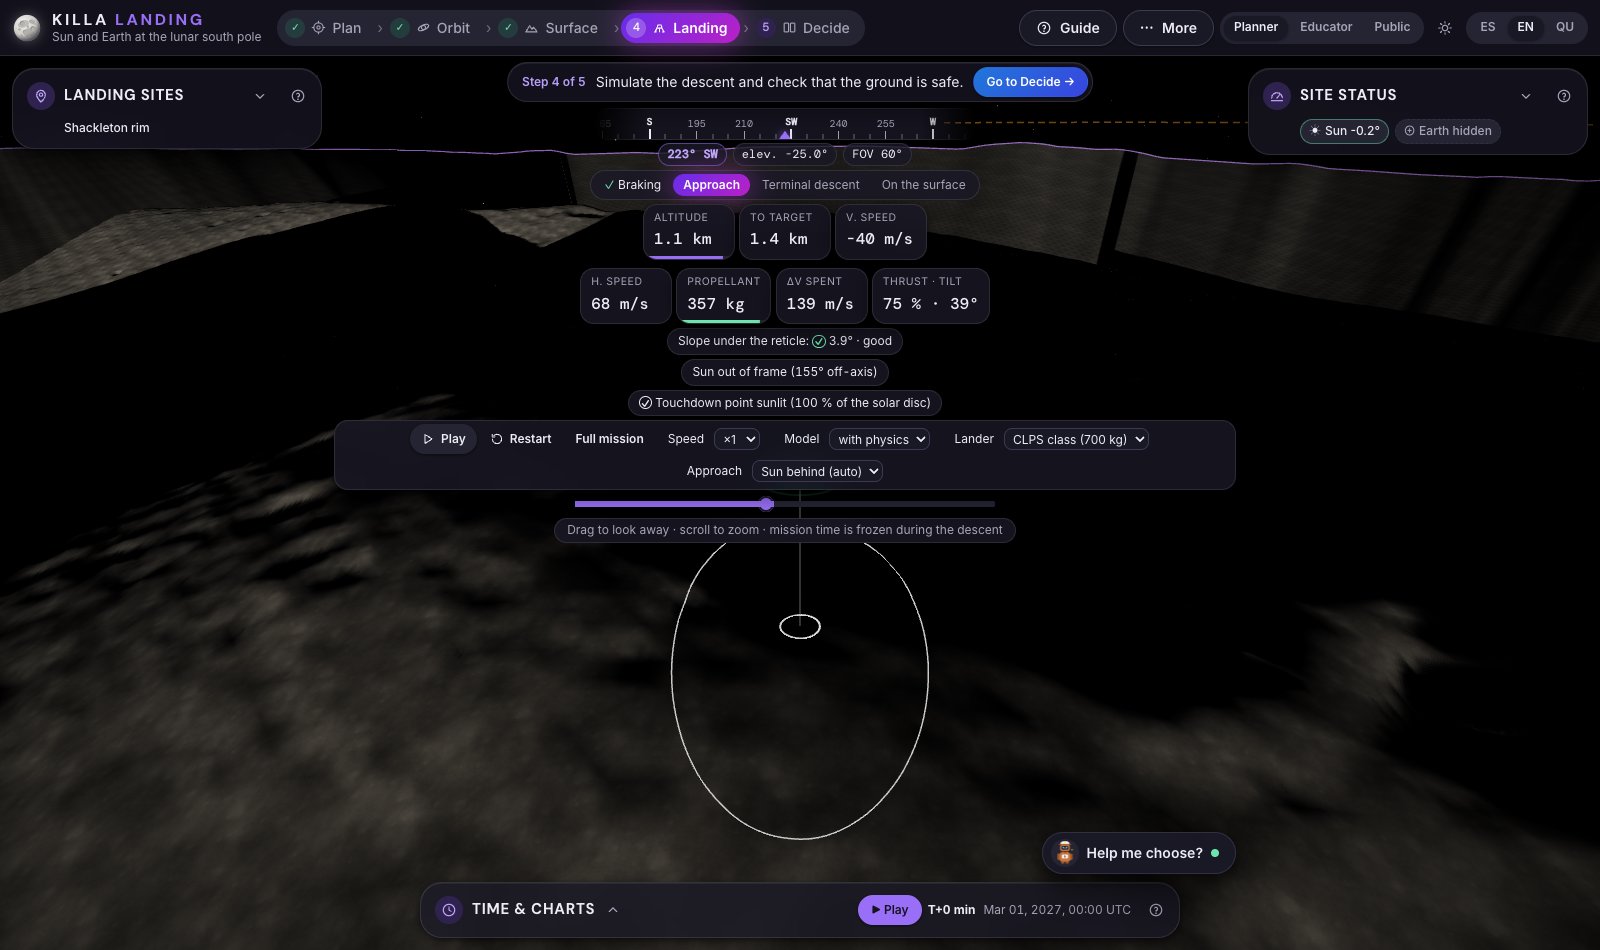 KILLA LANDING
Sun and Earth at the lunar south pole
✓ Plan › ✓ Orbit › ✓ Surface › 4 Landing › 5 Decide
Guide
··· More
Planner Educator Public
ES EN QU
LANDING SITES
Shackleton rim
Step 4 of 5 Simulate the descent and check that the ground is safe. Go to Decide →
SITE STATUS
Sun -0.2° Earth hidden
S 195 210 SW 240 255 W
223° SW elev. -25.0° FOV 60°
✓ Braking Approach Terminal descent On the surface
ALTITUDE TO TARGET V. SPEED
1.1 km 1.4 km -40 m/s
H. SPEED PROPELLANT ΔV SPENT THRUST · TILT
68 m/s 357 kg 139 m/s 75 % · 39°
Slope under the reticle: 3.9° · good
Sun out of frame (155° off-axis)
Touchdown point sunlit (100 % of the solar disc)
Play Restart Full mission Speed ×1 Model with physics Lander CLPS class (700 kg)
Approach Sun behind (auto)
Drag to look away · scroll to zoom · mission time is frozen during the descent
Help me choose?
TIME & CHARTS
Play T+0 min Mar 01, 2027, 00:00 UTC